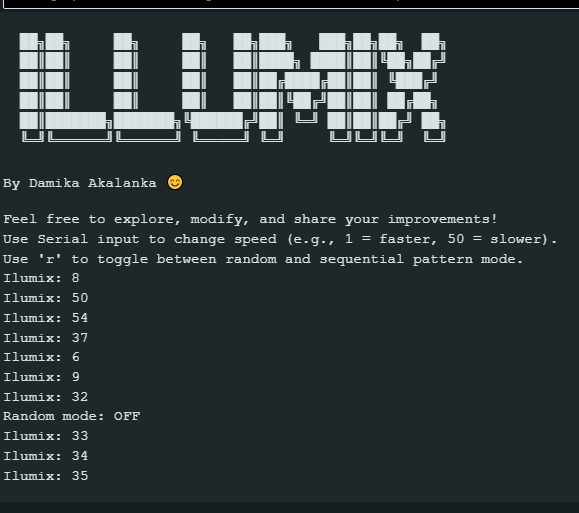 ILLUMIX
By Damika Akalanka 😊
Feel free to explore, modify, and share your improvements!
Use Serial input to change speed (e.g., 1 = faster, 50 = slower).
Use 'r' to toggle between random and sequential pattern mode.
Ilumix: 8
Ilumix: 50
Ilumix: 54
Ilumix: 37
Ilumix: 6
Ilumix: 9
Ilumix: 32
Random mode: OFF
Ilumix: 33
Ilumix: 34
Ilumix: 35